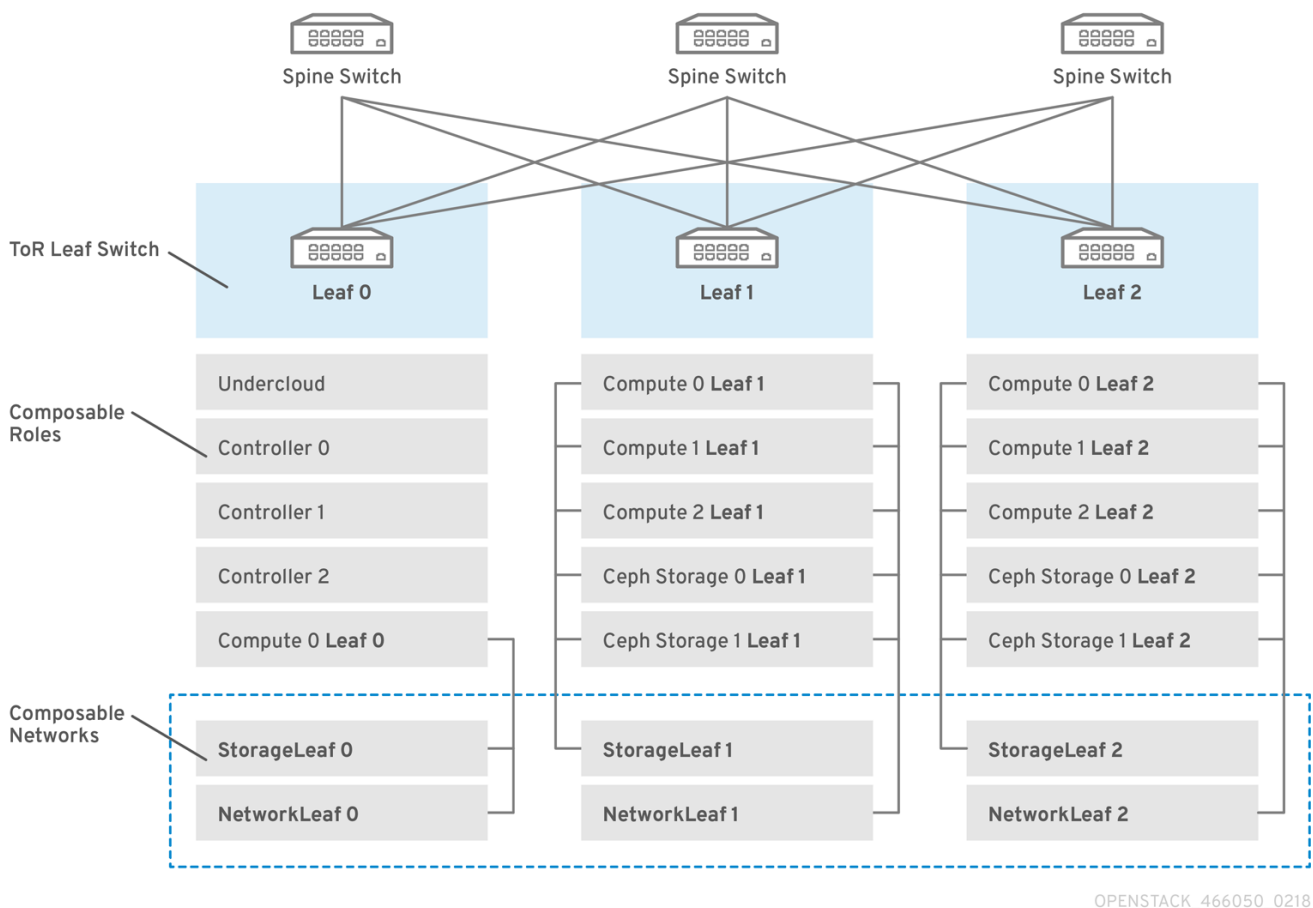 Spine Switch
Spine Switch
Spine Switch
ToR Leaf Switch
Leaf 0
Leaf 1
Leaf 2
Composable
Roles
Undercloud
Controller 0
Controller 1
Controller 2
Compute 0 Leaf 0
Compute 0 Leaf 1
Compute 1 Leaf 1
Compute 2 Leaf 1
Ceph Storage 0 Leaf 1
Ceph Storage 1 Leaf 1
Compute 0 Leaf 2
Compute 1 Leaf 2
Compute 2 Leaf 2
Ceph Storage 0 Leaf 2
Ceph Storage 1 Leaf 2
Composable
Networks
StorageLeaf 0
NetworkLeaf 0
StorageLeaf 1
NetworkLeaf 1
StorageLeaf 2
NetworkLeaf 2
OPENSTACK_466050_0218